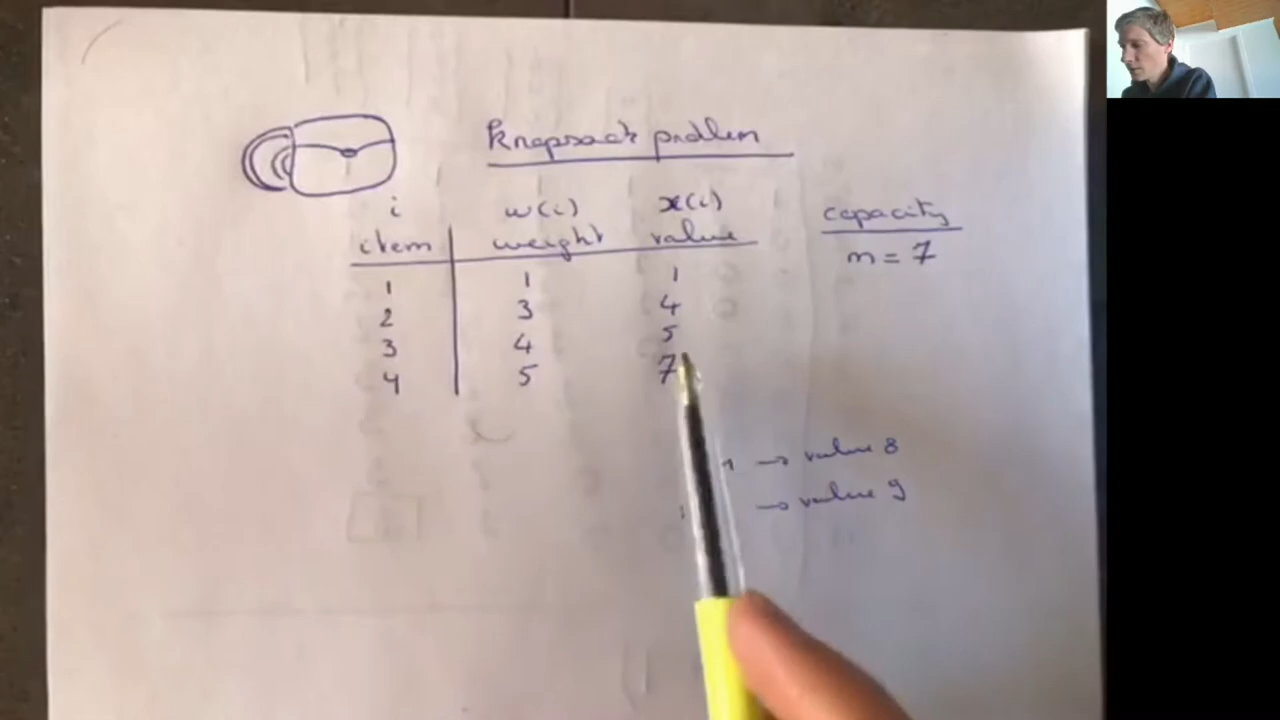 Knapsack problem
i w(i) x(i)
item weight value
1 1 1
2 3 4
3 4 5
4 5 7
capacity
m = 7
1 → value 8
→ value 9